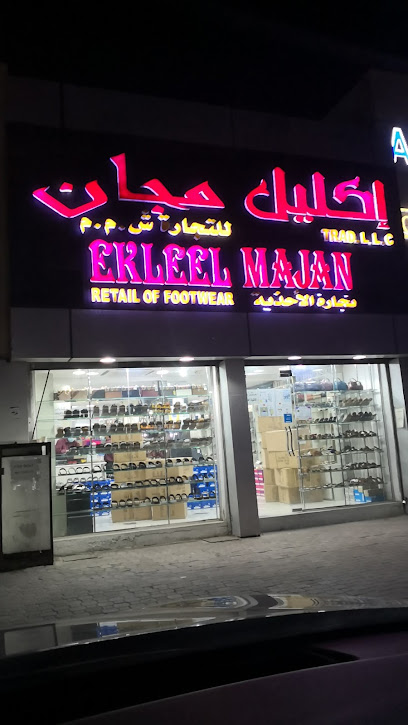 إكليل مجان
للتجارة ش.م.م
TRAD. L.L.C
EKLEEL MAJAN
RETAIL OF FOOTWEAR
تجارة الأحذية
A